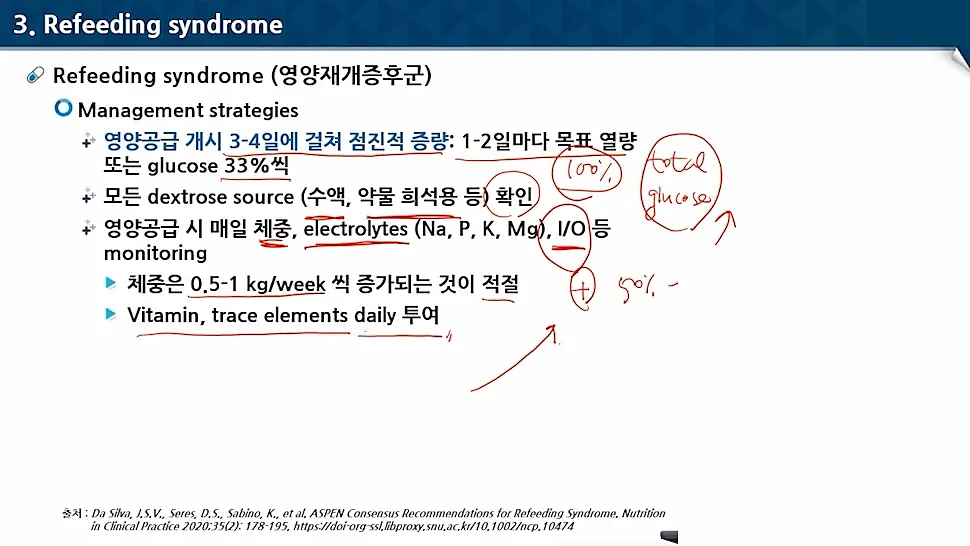 3. Refeeding syndrome
Refeeding syndrome (영양재개증후군)
Management strategies
영양공급 개시 3-4일에 걸쳐 점진적 증량: 1-2일마다 목표 열량
또는 glucose 33%씩
100%
total
glucose
모든 dextrose source (수액, 약물 희석용 등) 확인
영양공급 시 매일 체중, electrolytes (Na, P, K, Mg), I/O 등
monitoring
체중은 0.5-1 kg/week 씩 증가되는 것이 적절
+ 50%
Vitamin, trace elements daily 투여
출처 : Da Silva, J.S.V., Seres, D.S., Sabino, K., et al. ASPEN Consensus Recommendations for Refeeding Syndrome. Nutrition
in Clinical Practice 2020;35(2): 178-195. https://doi-org-ssl.libproxy.snu.ac.kr/10.1002/ncp.10474